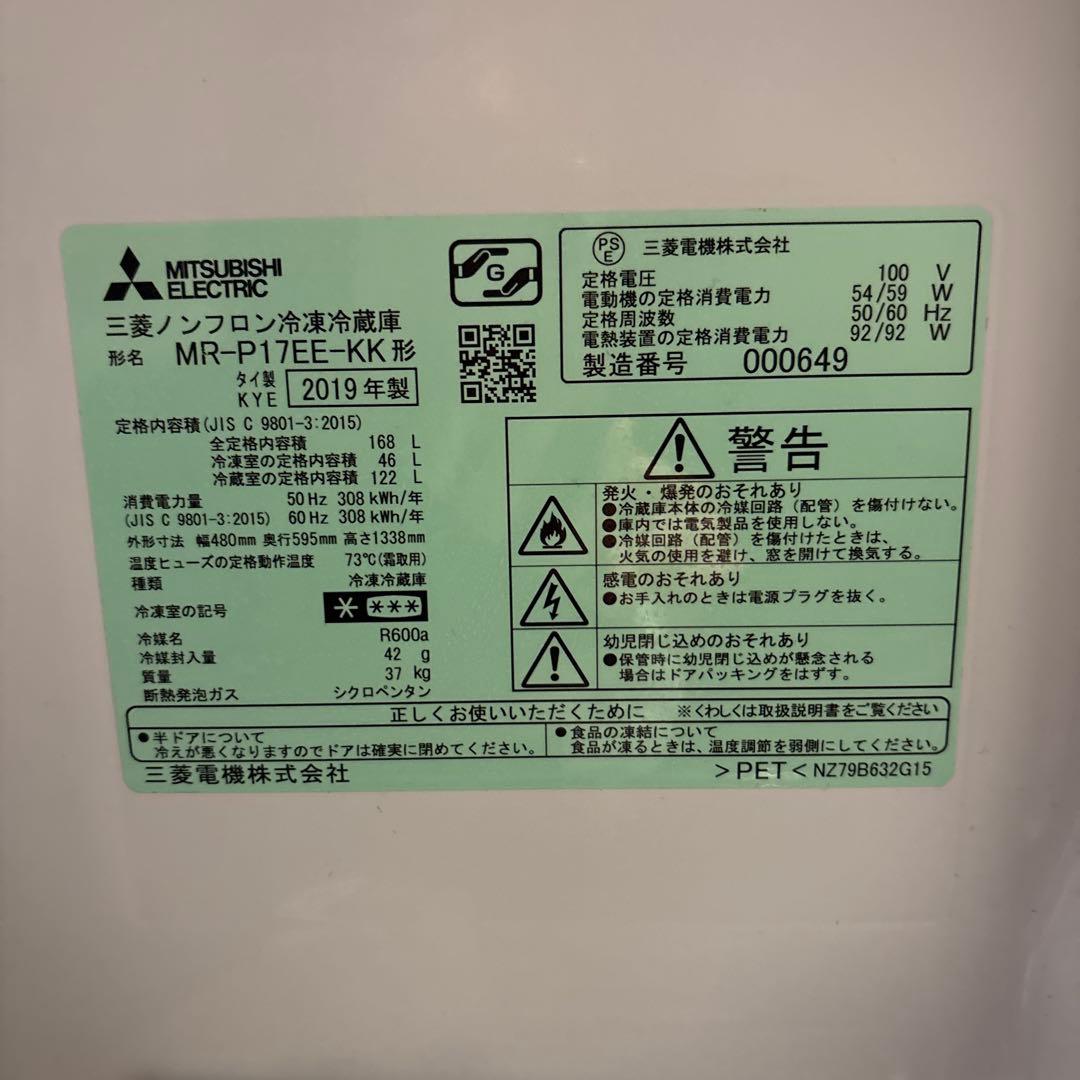 MITSUBISHI
ELECTRIC
三菱ノンフロン冷凍冷蔵庫
形名 MR-P17EE-KK形
タイ製
KYE 2019年製
定格内容積(JIS C 9801-3:2015)
全定格内容積 168 L
冷凍室の定格内容積 46 L
冷蔵室の定格内容積 122 L
消費電力量 50Hz 308kWh/年
(JIS C 9801-3:2015) 60Hz 308kWh/年
外形寸法 幅480mm 奥行595mm 高さ1338mm
温度ヒューズの定格動作温度 73℃(霜取用)
種類 冷凍冷蔵庫
冷凍室の記号 * ***
冷媒名 R600a
冷媒封入量 42 g
質量 37 kg
断熱発泡ガス シクロペンタン
G
PS
E
三菱電機株式会社
定格電圧 100 V
電動機の定格消費電力 54/59 W
定格周波数 50/60 Hz
電熱装置の定格消費電力 92/92 W
製造番号 000649
警告
発火・爆発のおそれあり
●冷蔵庫本体の冷媒回路(配管)を傷付けない。
●庫内では電気製品を使用しない。
●冷媒回路(配管)を傷付けたときは、
火気の使用を避け、窓を開けて換気する。
感電のおそれあり
●お手入れのときは電源プラグを抜く。
幼児閉じ込めのおそれあり
●保管時に幼児閉じ込めが懸念される
場合はドアパッキングをはずす。
正しくお使いいただくために ※くわしくは取扱説明書をご覧ください
●半ドアについて
冷えが悪くなりますのでドアは確実に閉めてください。
●食品の凍結について
食品が凍るときは、温度調節を弱側にしてください。
三菱電機株式会社
>PET< NZ79B632G15